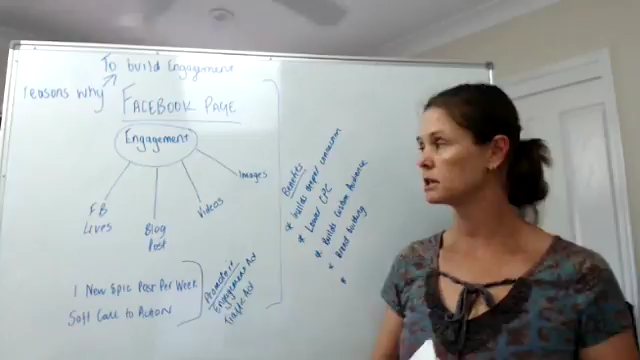 To build Engagement
reasons why
FACEBOOK PAGE
Engagement
FB
Lives
Blog
Post
Videos
Images
1 New Epic Post Per Week
Soft Call to Action
Promote in
Engagement Ad
Traffic Ad
Benefits
* builds deeper connection
* Lower CPC
* Builds Custom Audience
* Brand building
*